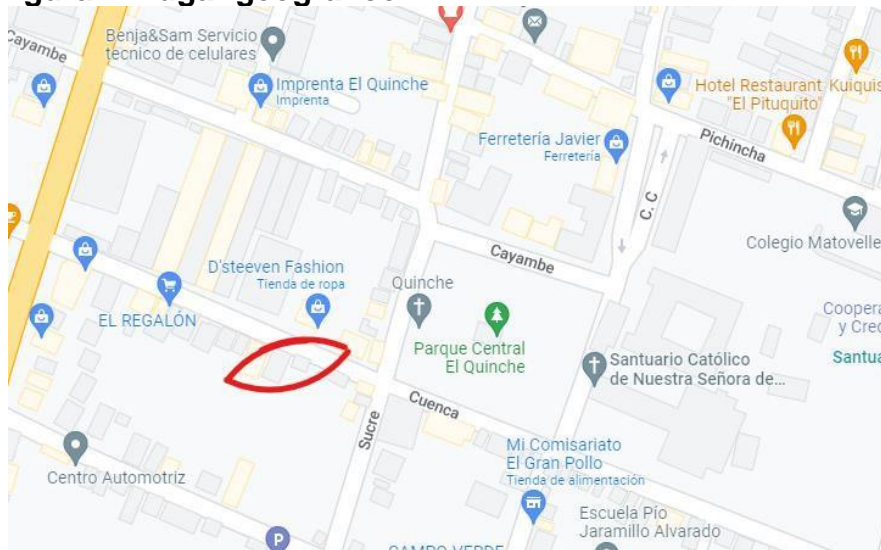 Cayambe
Benja&Sam Servicio
técnico de celulares
Imprenta El Quinche
Imprenta
Hotel Restaurant
"El Pituquito"
Kuiquis
Ferretería Javier
Ferretería
Pichincha
C. C
Colegio Matovelle
Cayambe
D'steeven Fashion
Tienda de ropa
Quinche
EL REGALÓN
Parque Central
El Quinche
Santuario Católico
de Nuestra Señora de...
Cuenca
Sucre
Mi Comisariato
El Gran Pollo
Tienda de alimentación
Centro Automotriz
Escuela Pío
Jaramillo Alvarado
P